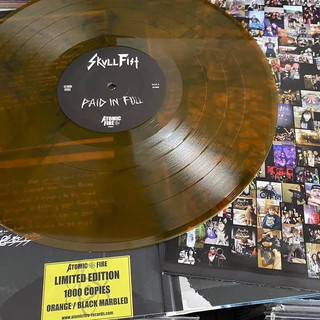 SKULL FIST
PAID IN FULL
ATOMIC
FIRE
ATOMIC FIRE
LIMITED EDITION
1000 COPIES
ORANGE / BLACK MARBLED
www.atomicfire-records.com